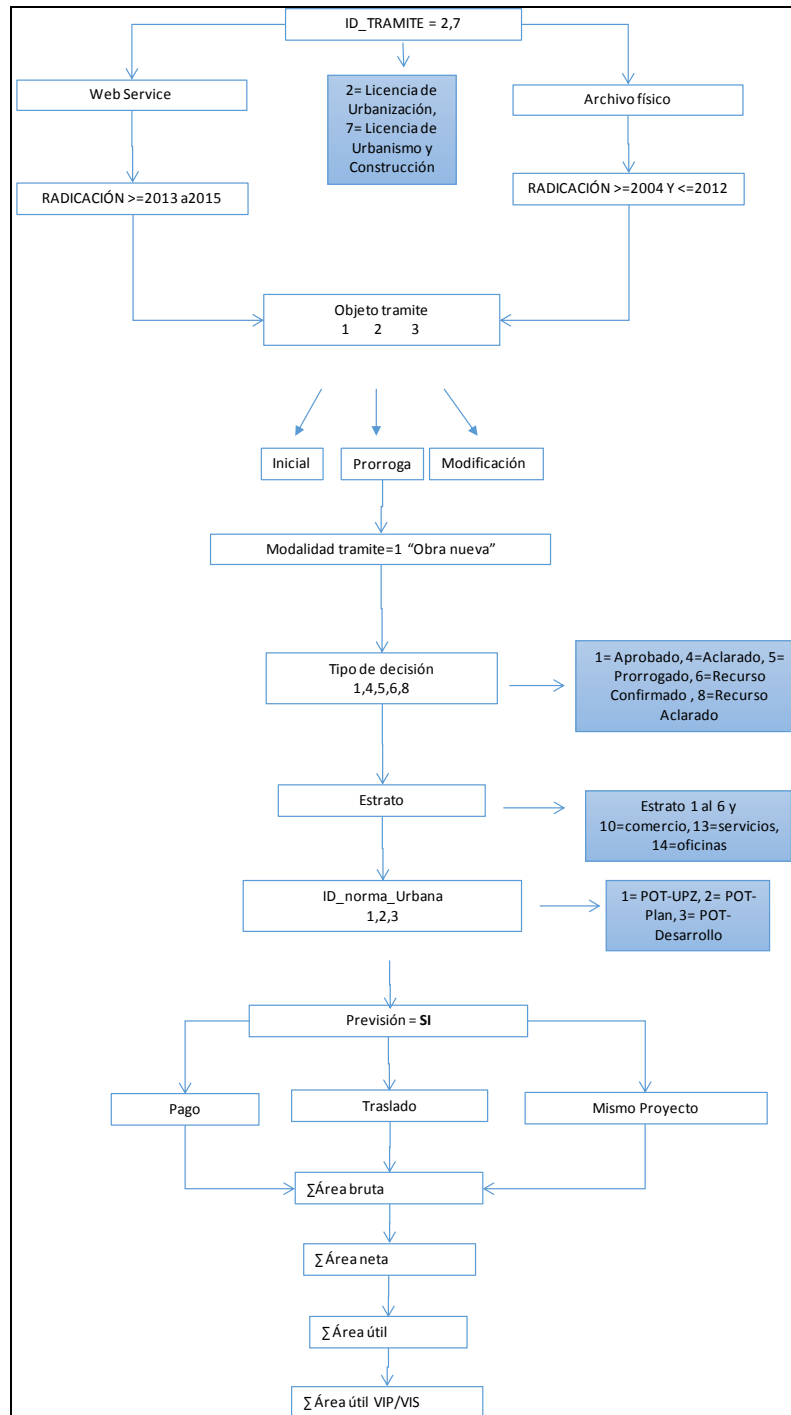 ID_TRAMITE = 2,7
Web Service
2= Licencia de
Urbanización,
7= Licencia de
Urbanismo y
Construcción
Archivo físico
RADICACIÓN >=2013 a2015
RADICACIÓN >=2004 Y <=2012
Objeto tramite
1 2 3
Inicial
Prorroga
Modificación
Modalidad tramite=1 “Obra nueva”
Tipo de decisión
1,4,5,6,8
1= Aprobado, 4=Aclarado, 5=
Prorrogado, 6=Recurso
Confirmado , 8=Recurso
Aclarado
Estrato
Estrato 1 al 6 y
10=comercio, 13=servicios,
14=oficinas
ID_norma_Urbana
1,2,3
1= POT-UPZ, 2= POT-
Plan, 3= POT-
Desarrollo
Previsión = SI
Pago
Traslado
Mismo Proyecto
∑Área bruta
∑Área neta
∑Área útil
∑Área útil VIP/VIS